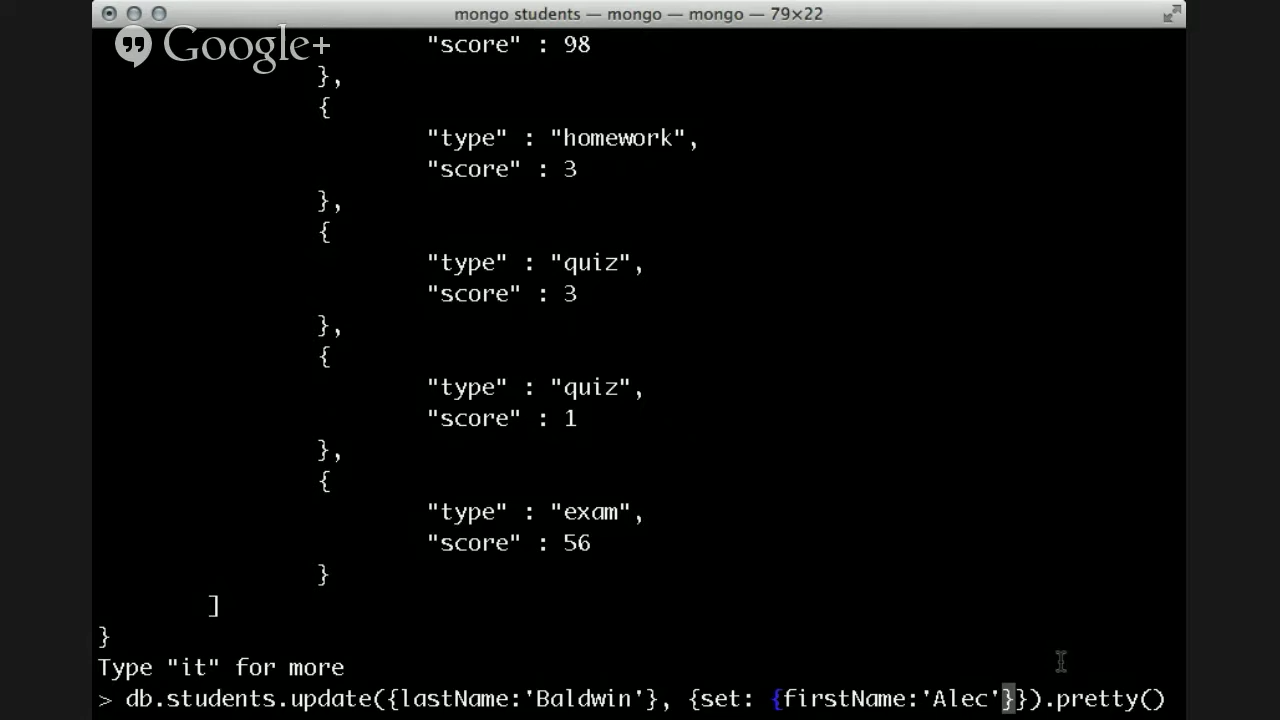 mongo students — mongo — mongo — 79×22
Google+
"score" : 98
},
{
"type" : "homework",
"score" : 3
},
{
"type" : "quiz",
"score" : 3
},
{
"type" : "quiz",
"score" : 1
},
{
"type" : "exam",
"score" : 56
}
]
}
Type "it" for more
> db.students.update({lastName:'Baldwin'}, {set: {firstName:'Alec'}}).pretty()